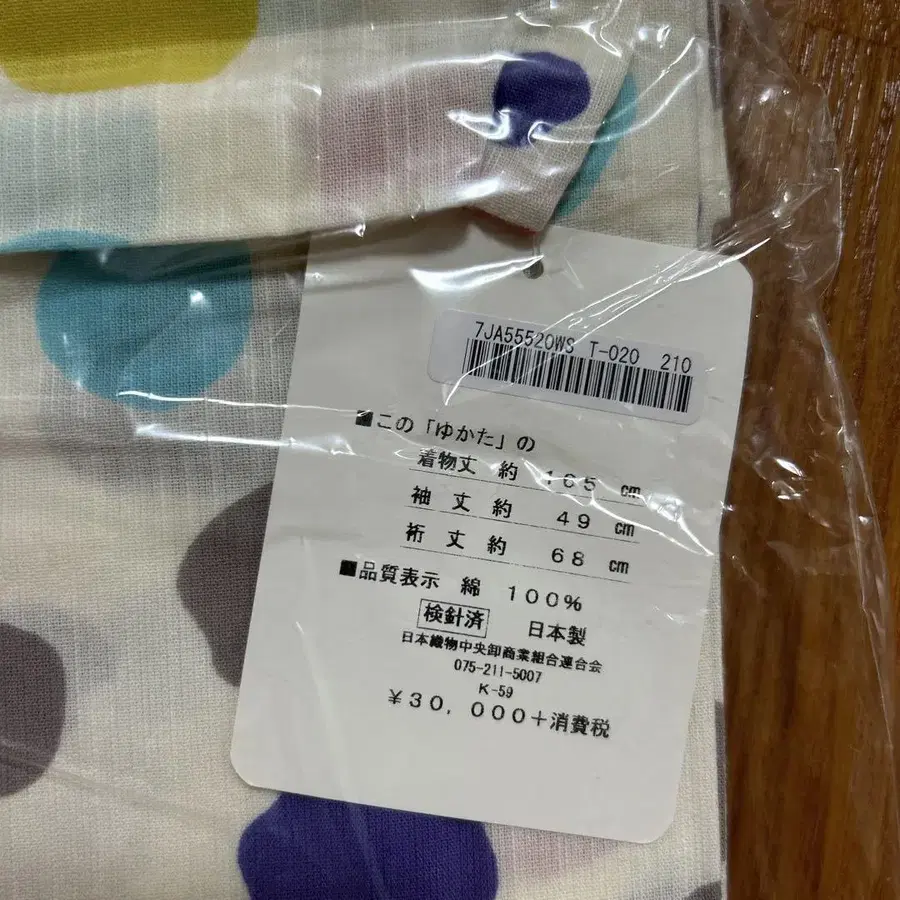 7JA55520WS T-020 210
■この「ゆかた」の
着物丈 約 165 cm
袖丈約 49 cm
裄丈約 68 cm
■品質表示 綿 100%
検針済 日本製
日本織物中央卸商業組合連合会
075-211-5007
K-59
¥30,000+消費税